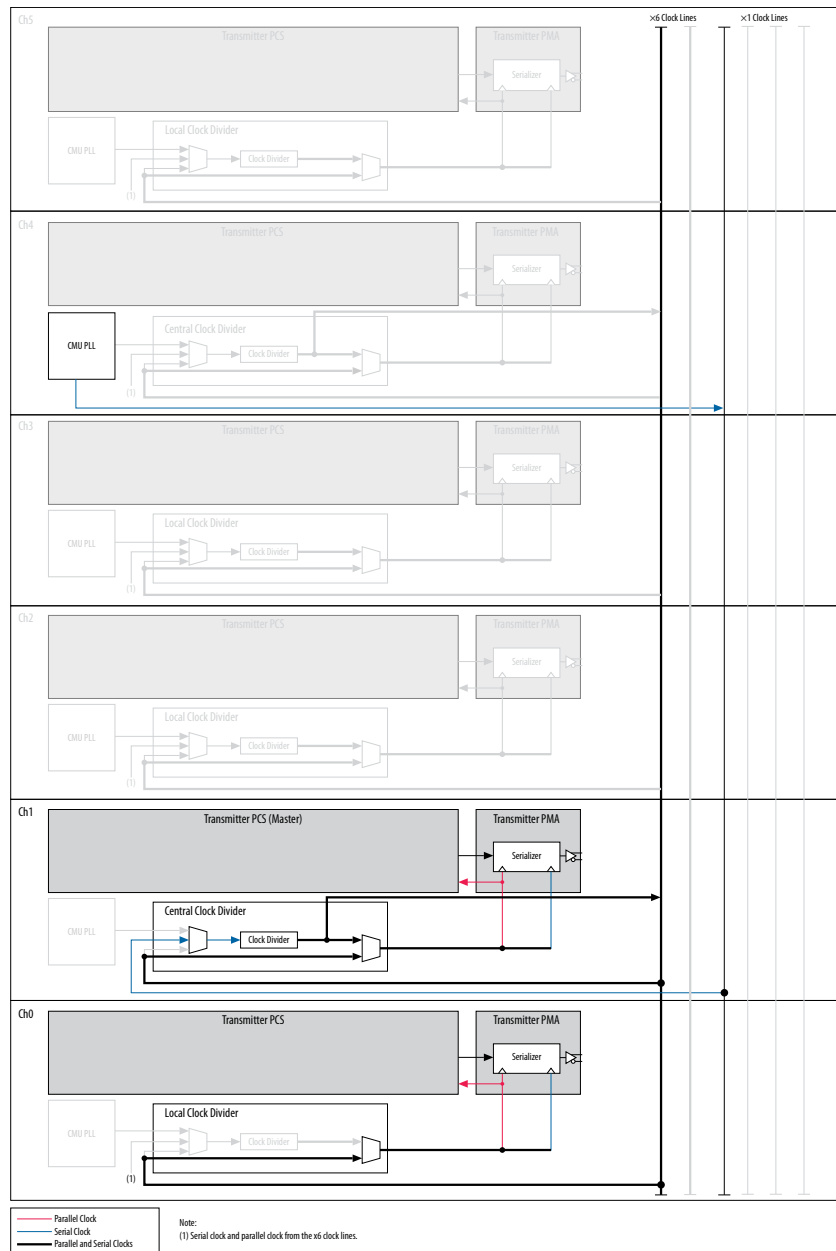 ×6 Clock Lines
×1 Clock Lines
Ch5
Transmitter PCS
Transmitter PMA
Serializer
Local Clock Divider
CMU PLL
Clock Divider
(1)
Ch4
Transmitter PCS
Transmitter PMA
Serializer
Central Clock Divider
CMU PLL
Clock Divider
(1)
Ch3
Transmitter PCS
Transmitter PMA
Serializer
Local Clock Divider
CMU PLL
Clock Divider
(1)
Ch2
Transmitter PCS
Transmitter PMA
Serializer
Local Clock Divider
CMU PLL
Clock Divider
(1)
Ch1
Transmitter PCS (Master)
Transmitter PMA
Serializer
Central Clock Divider
CMU PLL
Clock Divider
Ch0
Transmitter PCS
Transmitter PMA
Serializer
Local Clock Divider
CMU PLL
Clock Divider
(1)
Parallel Clock
Serial Clock
Parallel and Serial Clocks
Note:
(1) Serial clock and parallel clock from the x6 clock lines.